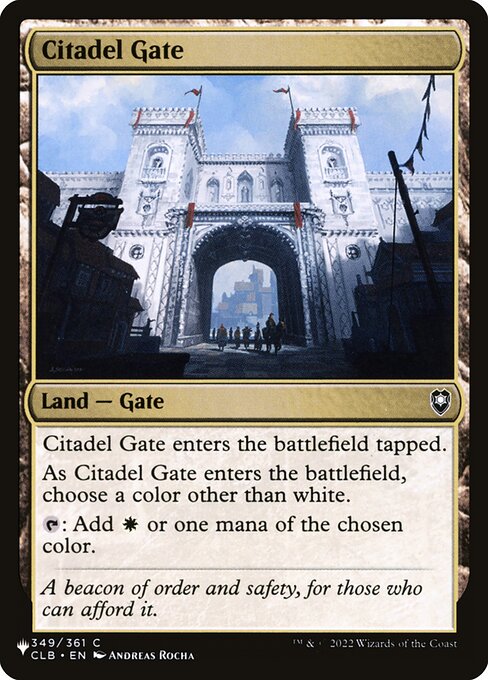 Citadel Gate
Land — Gate
Citadel Gate enters the battlefield tapped.
As Citadel Gate enters the battlefield,
choose a color other than white.
: Add or one mana of the chosen
color.
A beacon of order and safety, for those who
can afford it.
349/361 C
CLB • EN Andreas Rocha
™ & © 2022 Wizards of the Coast